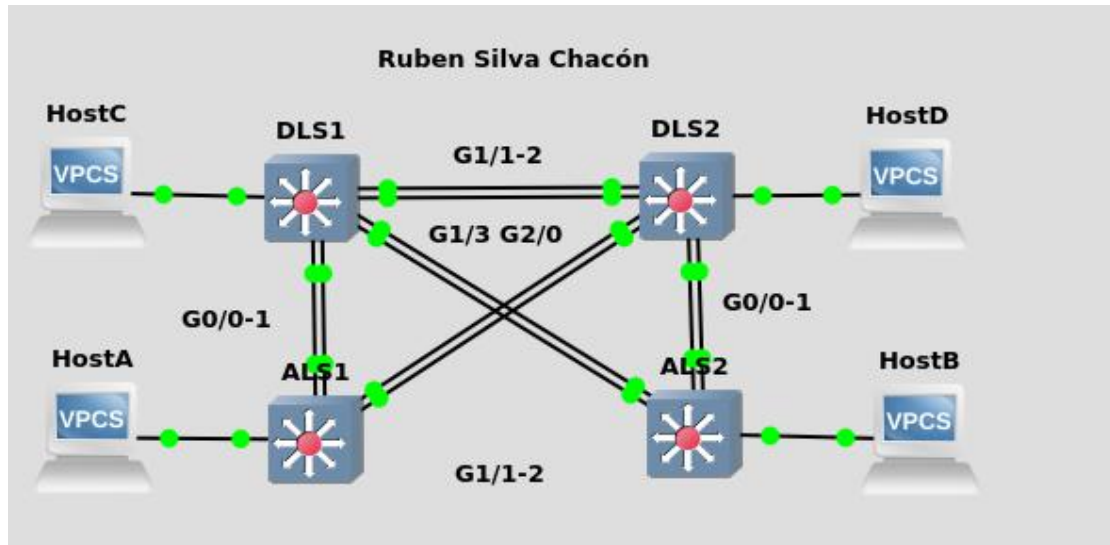 Ruben Silva Chacón
HostC
HostD
DLS1
DLS2
G1/1-2
VPCS
VPCS
G1/3 G2/0
G0/0-1
G0/0-1
HostA
ALS1
ALS2
HostB
VPCS
VPCS
G1/1-2